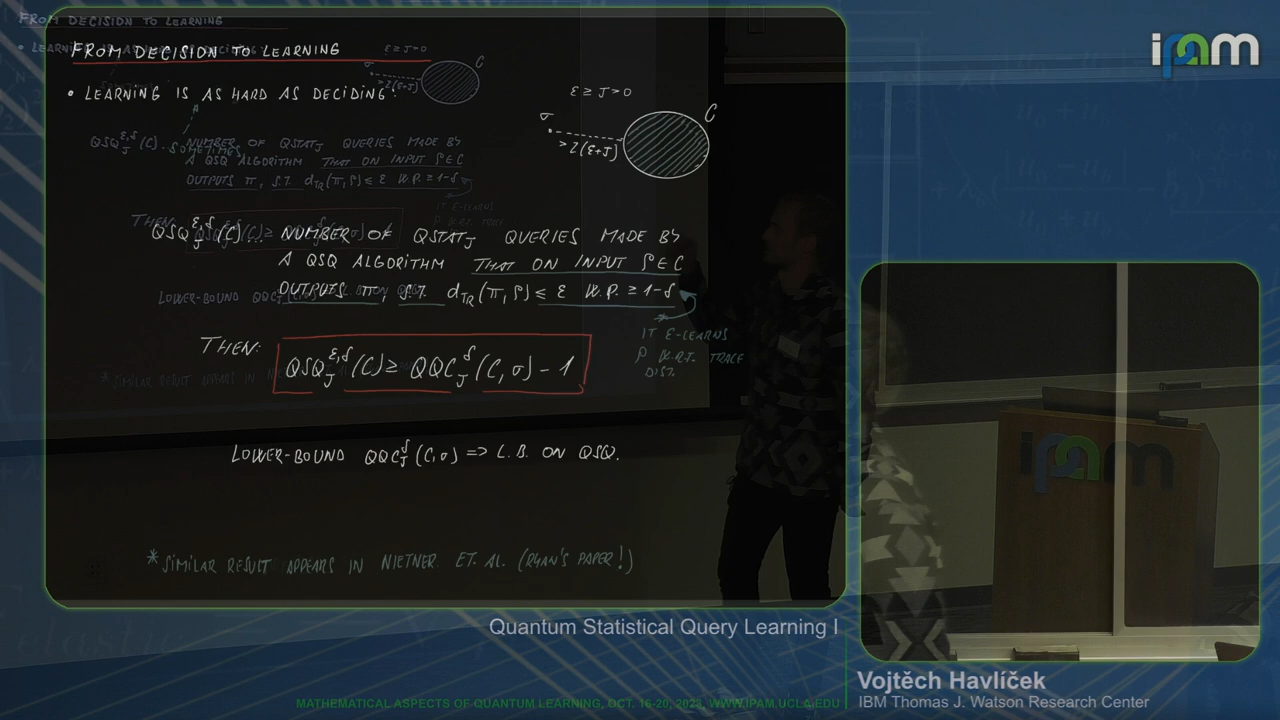 FROM DECISION TO LEARNING
• LEARNING IS AS HARD AS DECIDING:
SOMETIMES
ε ≥ J > 0
C
σ
> 2(ε+J)
QSQ_J^{ε,δ}(C) ... NUMBER OF QSTAT_J QUERIES MADE BY
A QSQ ALGORITHM THAT ON INPUT ρ∈C
OUTPUTS π, S.T. d_TR(π,ρ) ≤ ε W.P. ≥ 1-δ
IT ε-LEARNS
ρ W.R.T. TRACE
DIST.
THEN: QSQ_J^{ε,δ}(C) ≥ QQC_J^δ(C,σ) - 1
LOWER-BOUND QQC_J^δ(C,σ) => L.B. ON QSQ.
* SIMILAR RESULT APPEARS IN NIETNER. ET. AL. (RYAN'S PAPER!)
ipam
ipam
Quantum Statistical Query Learning I
Vojtěch Havlíček
IBM Thomas J. Watson Research Center
MATHEMATICAL ASPECTS OF QUANTUM LEARNING, OCT. 16-20, 2023, WWW.IPAM.UCLA.EDU